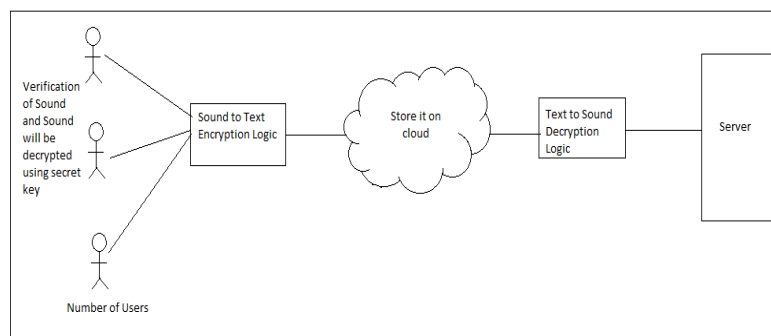 Verification
of Sound
and Sound
will be
decrypted
using secret
key
Number of Users
Sound to Text
Encryption Logic
Store it on
cloud
Text to Sound
Decryption
Logic
Server